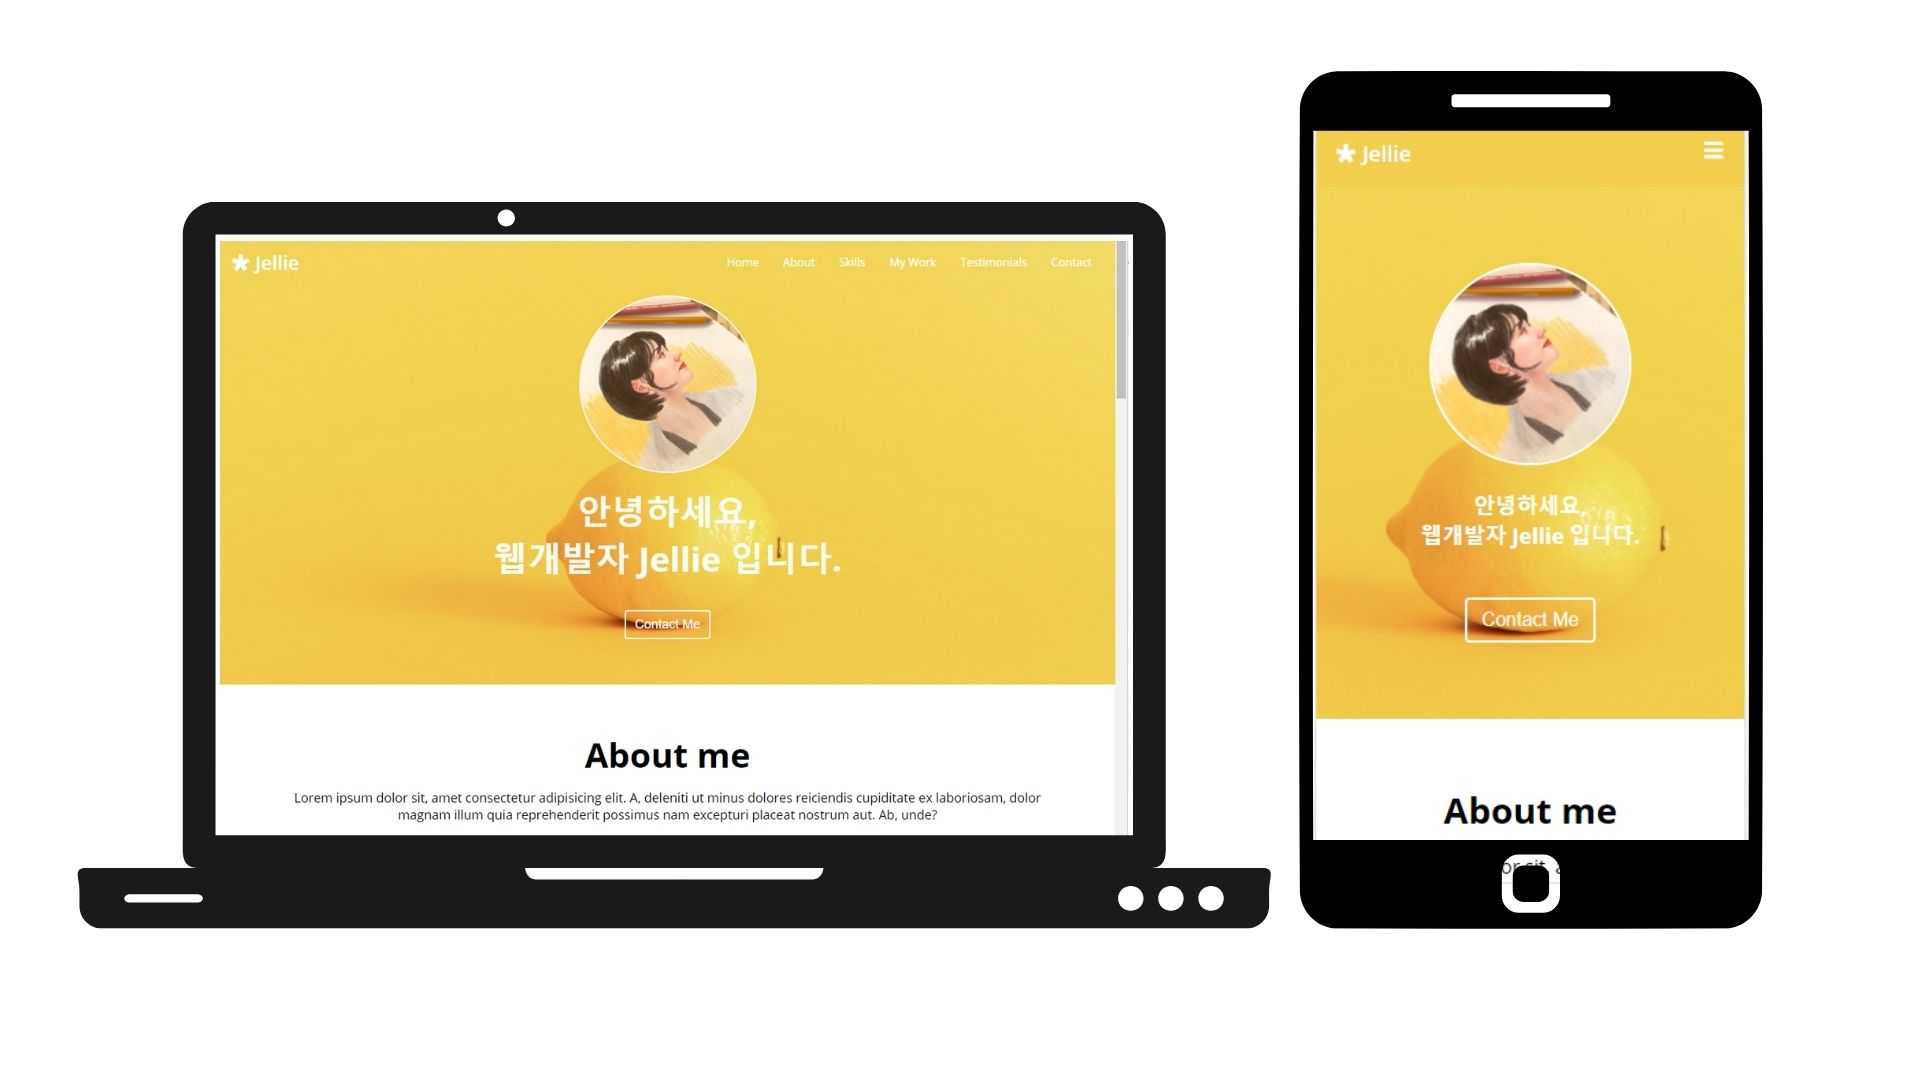 Jellie
Home About Skills My Work Testimonials Contact
안녕하세요,
웹개발자 Jellie 입니다.
Contact Me
About me
Lorem ipsum dolor sit, amet consectetur adipisicing elit. A, deleniti ut minus dolores reiciendis cupiditate ex laboriosam, dolor
magnam illum quia reprehenderit possimus nam excepturi placeat nostrum aut. Ab, unde?
Jellie
안녕하세요,
웹개발자 Jellie 입니다.
Contact Me
About me